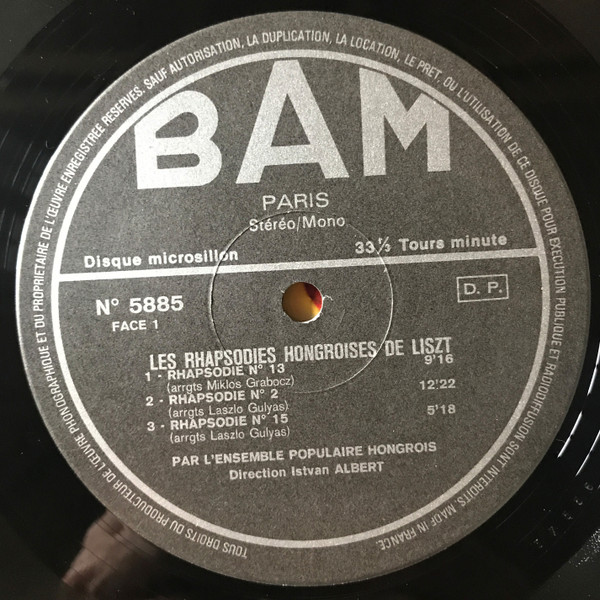 TOUS DROITS DU PRODUCTEUR DE L'ŒUVRE PHONOGRAPHIQUE ET DU PROPRIETAIRE DE L'ŒUVRE ENREGISTREE RESERVES. SAUF AUTORISATION, LA DUPLICATION, LA LOCATION, LE PRET, OU L'UTILISATION DE CE DISQUE POUR EXECUTION PUBLIQUE ET RADIODIFFUSION SONT INTERDITS. MADE IN FRANCE.
BAM
PARIS
Stéréo/Mono
Disque microsillon 33⅓ Tours minute
N° 5885 D. P.
FACE 1
LES RHAPSODIES HONGROISES DE LISZT
1 - RHAPSODIE N° 13 9'16
(arrgts Miklos Grabocz)
2 - RHAPSODIE N° 2 12'22
(arrgts Laszlo Gulyas)
3 - RHAPSODIE N° 15 5'18
(arrgts Laszlo Gulyas)
PAR L'ENSEMBLE POPULAIRE HONGROIS
Direction Istvan ALBERT